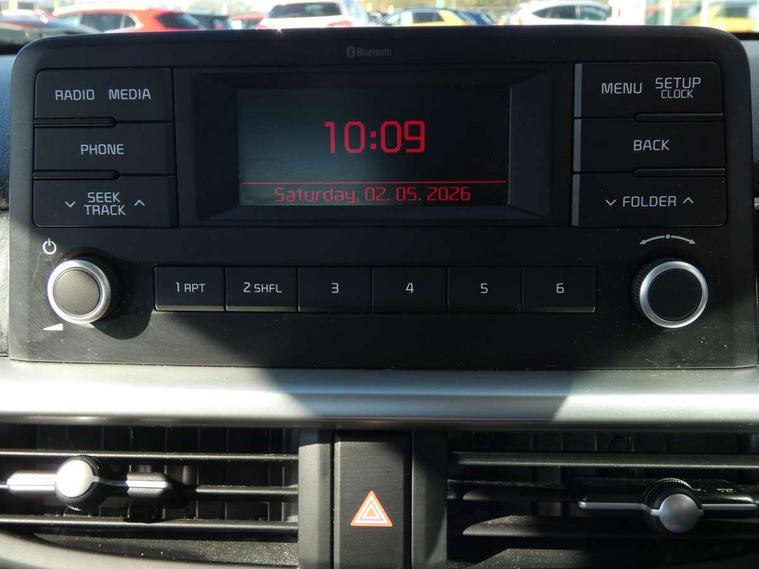 Bluetooth
RADIO MEDIA
PHONE
SEEK
TRACK
10:09
Saturday, 02. 05. 2026
MENU SETUP
CLOCK
BACK
FOLDER
1 RPT
2 SHFL
3
4
5
6